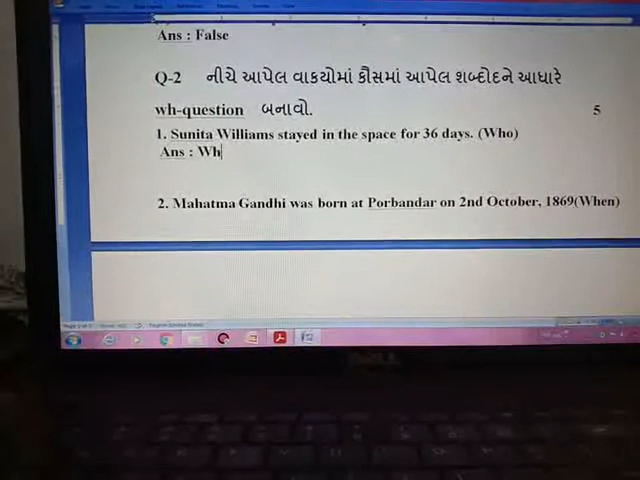 Ans : False
Q-2 નીચે આપેલ વાકયોમાં કૌસમાં આપેલ શબ્દોદને આધારે
wh-question બનાવો. 5
1. Sunita Williams stayed in the space for 36 days. (Who)
Ans : Wh
2. Mahatma Gandhi was born at Porbandar on 2nd October, 1869(When)